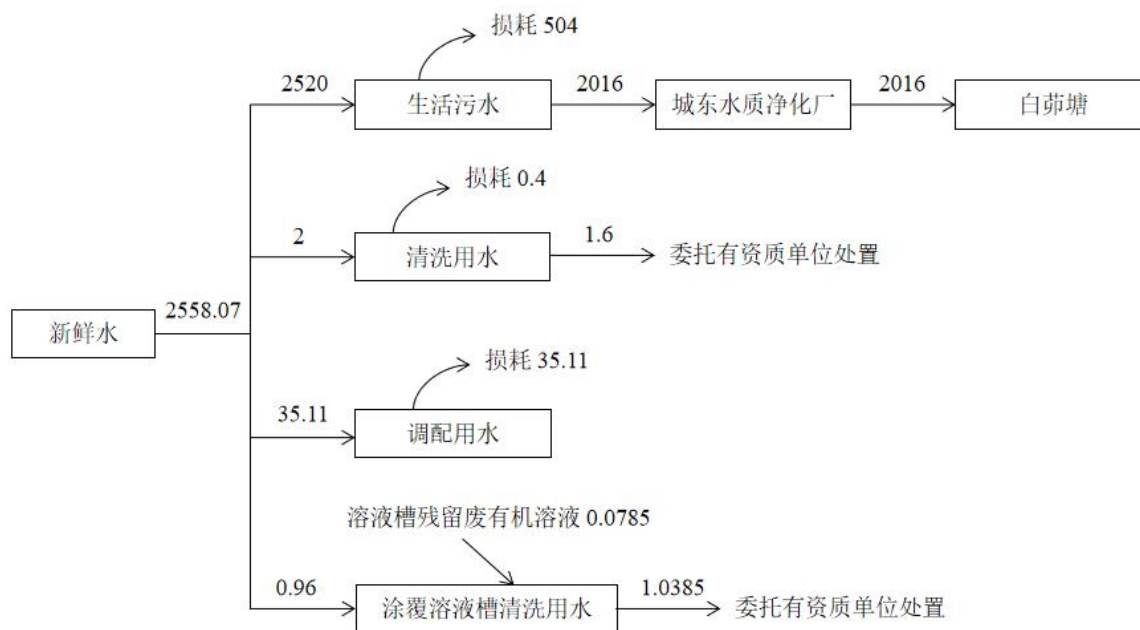 损耗 504
2520
生活污水
2016
城东水质净化厂
2016
白茆塘
损耗 0.4
2
清洗用水
1.6
委托有资质单位处置
新鲜水
2558.07
损耗 35.11
35.11
调配用水
溶液槽残留废有机溶液 0.0785
0.96
涂覆溶液槽清洗用水
1.0385
委托有资质单位处置